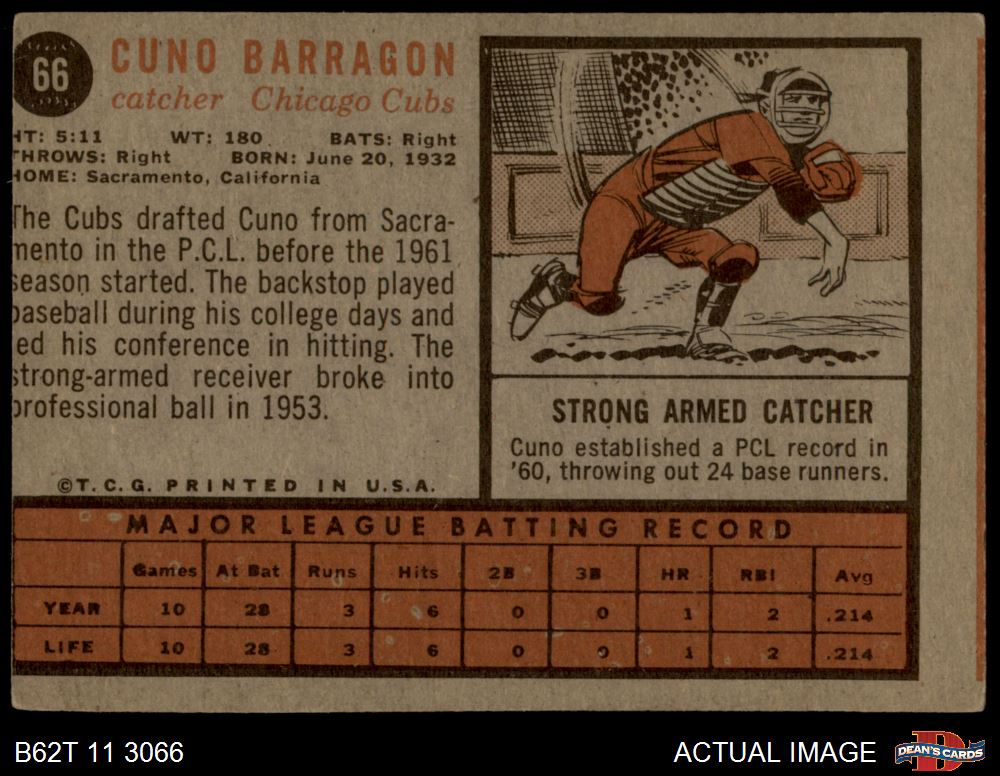 66
CUNO BARRAGON
catcher Chicago Cubs
HT: 5:11 WT: 180 BATS: Right
THROWS: Right BORN: June 20, 1932
HOME: Sacramento, California
The Cubs drafted Cuno from Sacra-
mento in the P.C.L. before the 1961
season started. The backstop played
baseball during his college days and
led his conference in hitting. The
strong-armed receiver broke into
professional ball in 1953.
©T.C.G. PRINTED IN U.S.A.
STRONG ARMED CATCHER
Cuno established a PCL record in
'60, throwing out 24 base runners.
MAJOR LEAGUE BATTING RECORD
Games At Bat Runs Hits 2B 3B HR RBI Avg
YEAR 10 28 3 6 0 0 1 2 .214
LIFE 10 28 3 6 0 0 1 2 .214
B62T 11 3066
ACTUAL IMAGE
D
DEAN'S CARDS